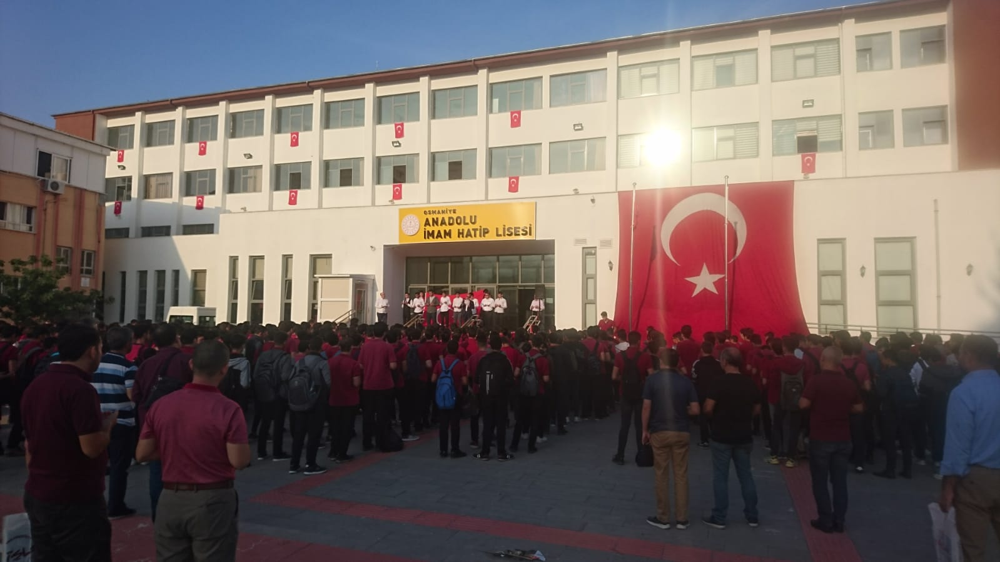 OSMANİYE
ANADOLU
İMAM HATİP LİSESİ